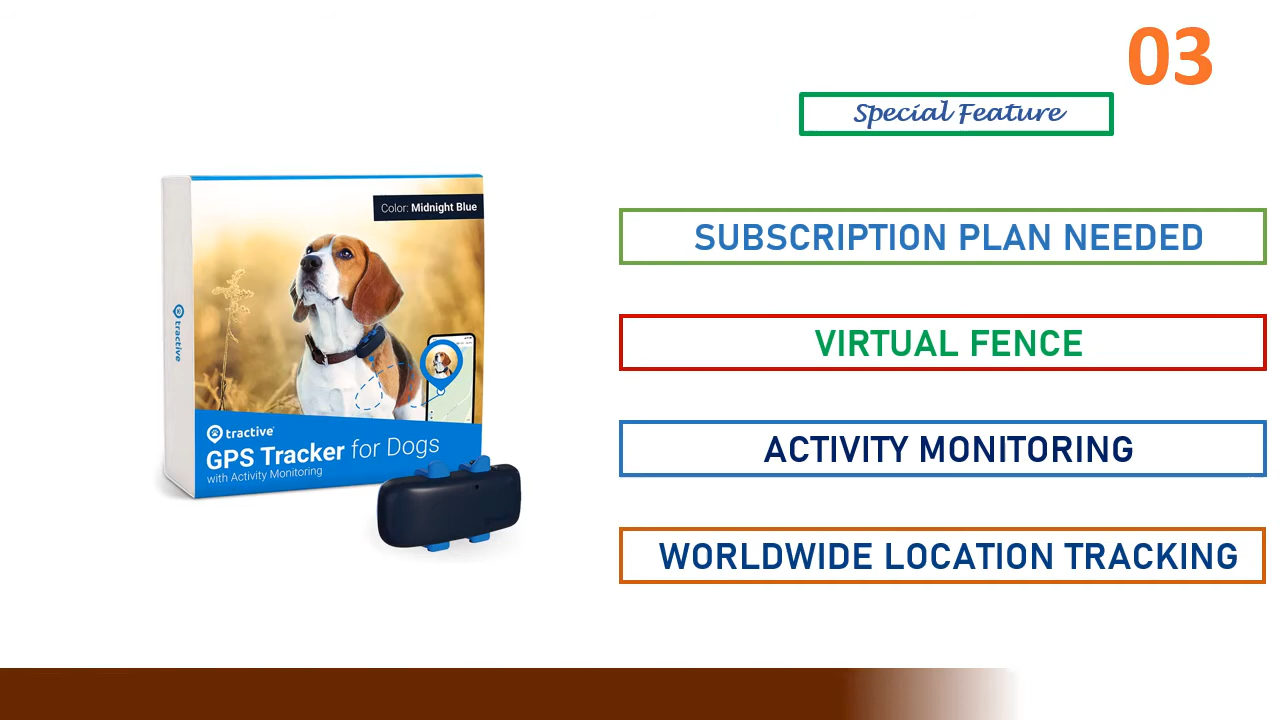 03
Special Feature
Color: Midnight Blue
tractive
tractive
GPS Tracker for Dogs
with Activity Monitoring
SUBSCRIPTION PLAN NEEDED
VIRTUAL FENCE
ACTIVITY MONITORING
WORLDWIDE LOCATION TRACKING